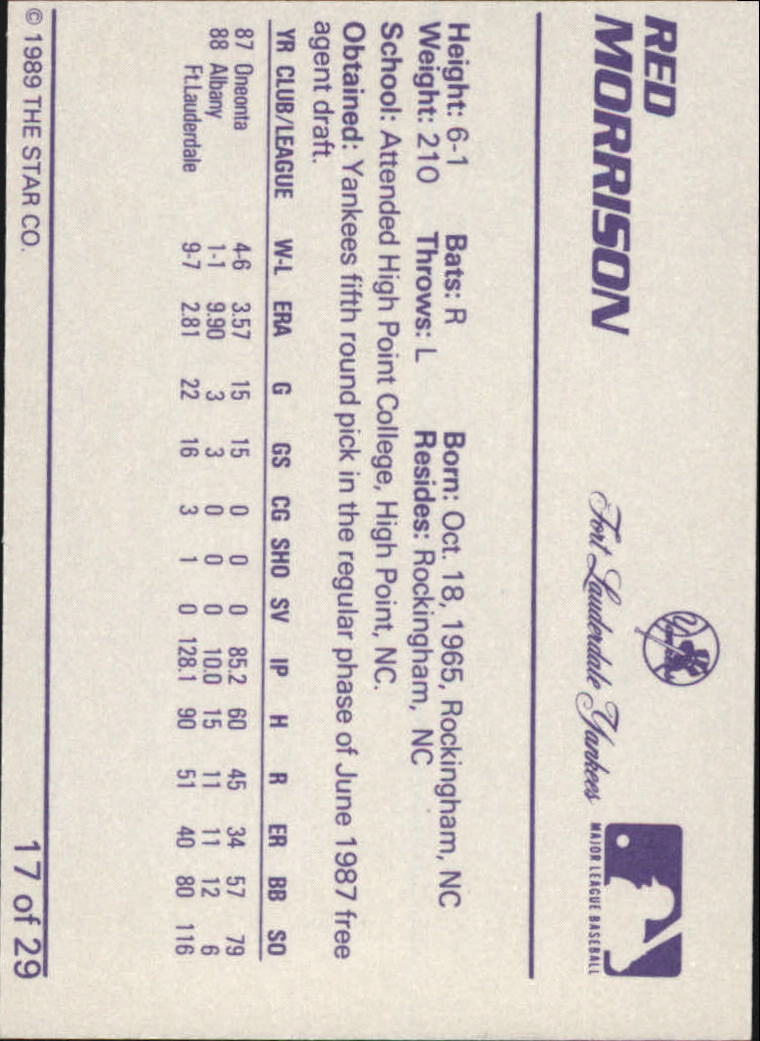 RED
MORRISON
Fort Lauderdale Yankees
MAJOR LEAGUE BASEBALL
Height: 6-1 Bats: R Born: Oct. 18, 1965, Rockingham, NC
Weight: 210 Throws: L Resides: Rockingham, NC
School: Attended High Point College, High Point, NC.
Obtained: Yankees fifth round pick in the regular phase of June 1987 free
agent draft.
YR CLUB/LEAGUE W-L ERA G GS CG SHO SV IP H R ER BB SO
87 Oneonta 4-6 3.57 15 15 0 0 0 85.2 60 45 34 57 79
88 Albany 1-1 9.90 3 3 0 0 0 10.0 15 11 11 12 6
Ft.Lauderdale 9-7 2.81 22 16 3 1 0 128.1 90 51 40 80 116
© 1989 THE STAR CO.
17 of 29